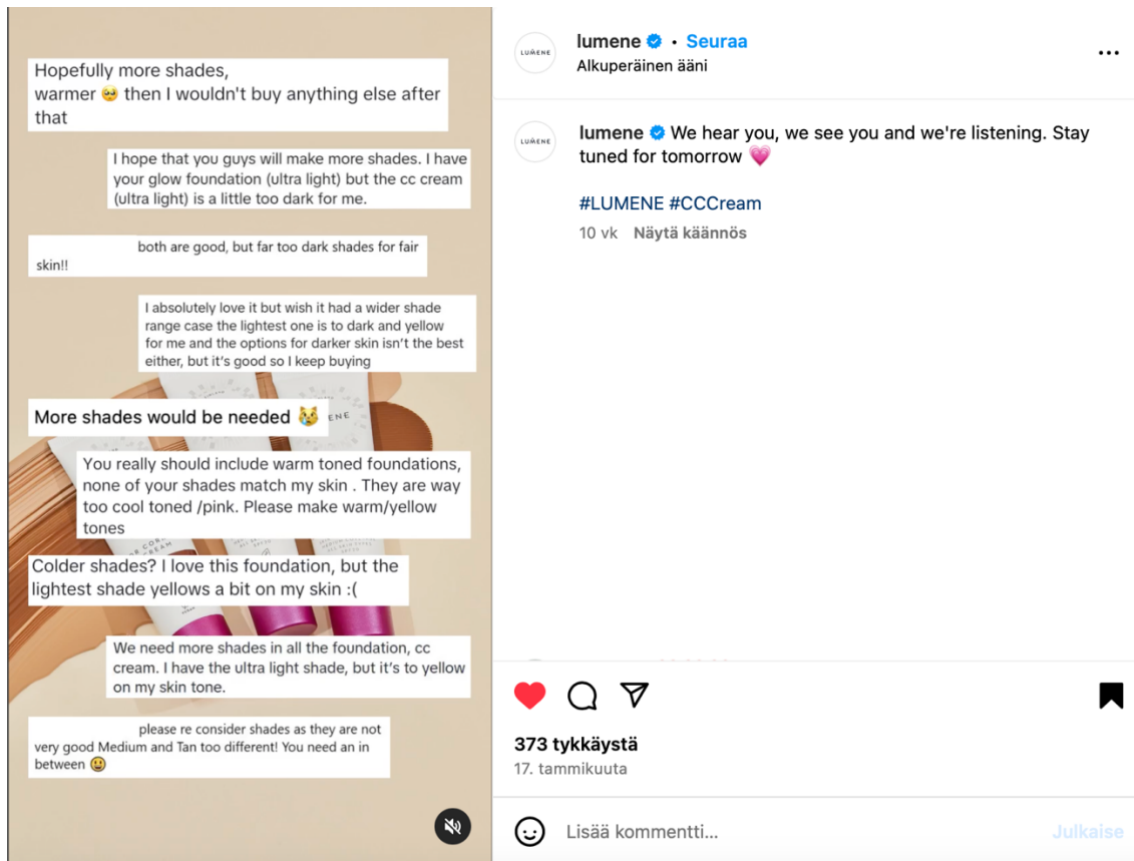 Hopefully more shades,
warmer 🥺 then I wouldn't buy anything else after
that
I hope that you guys will make more shades. I have
your glow foundation (ultra light) but the cc cream
(ultra light) is a little too dark for me.
both are good, but far too dark shades for fair
skin!!
I absolutely love it but wish it had a wider shade
range case the lightest one is to dark and yellow
for me and the options for darker skin isn't the best
either, but it's good so I keep buying
ENE
More shades would be needed 😿
You really should include warm toned foundations,
none of your shades match my skin . They are way
too cool toned /pink. Please make warm/yellow
tones
Colder shades? I love this foundation, but the
lightest shade yellows a bit on my skin :(
We need more shades in all the foundation, cc
cream. I have the ultra light shade, but it's to yellow
on my skin tone.
please re consider shades as they are not
very good Medium and Tan too different! You need an in
between 😀
LUMENE
lumene • Seuraa
Alkuperäinen ääni
LUMENE
lumene We hear you, we see you and we're listening. Stay
tuned for tomorrow 💗
#LUMENE #CCCream
10 vk Näytä käännös
373 tykkäystä
17. tammikuuta
Lisää kommentti...
Julkaise